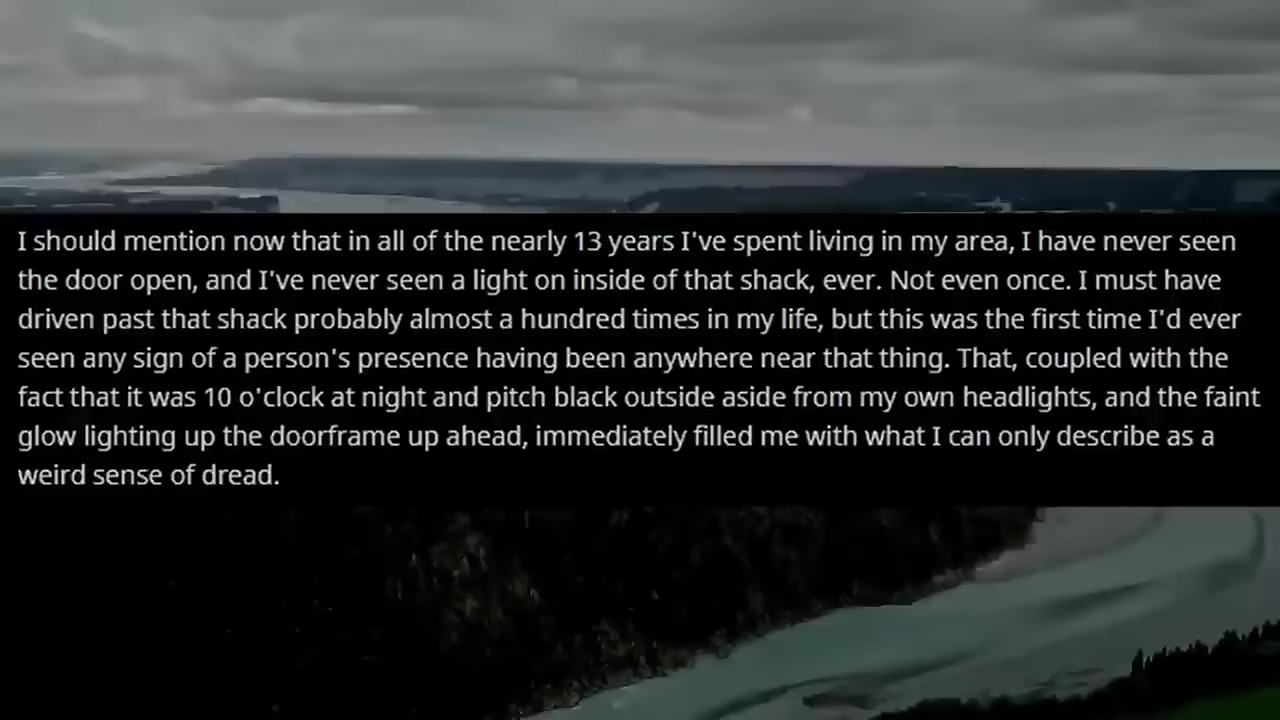 I should mention now that in all of the nearly 13 years I've spent living in my area, I have never seen
the door open, and I've never seen a light on inside of that shack, ever. Not even once. I must have
driven past that shack probably almost a hundred times in my life, but this was the first time I'd ever
seen any sign of a person's presence having been anywhere near that thing. That, coupled with the
fact that it was 10 o'clock at night and pitch black outside aside from my own headlights, and the faint
glow lighting up the doorframe up ahead, immediately filled me with what I can only describe as a
weird sense of dread.